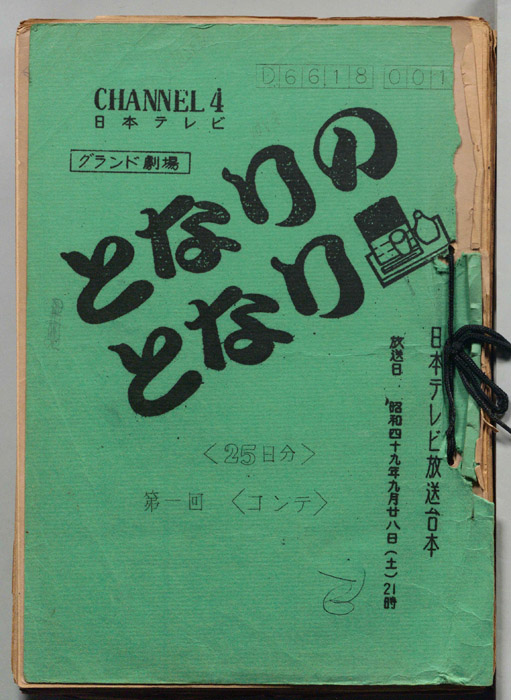 D6618 001
CHANNEL 4
日本テレビ
グランド劇場
となりの
となり
日本テレビ放送台本
放送日 昭和四十九年九月廿八日(土)21時
〈25日分〉
第一回 〈コンテ〉